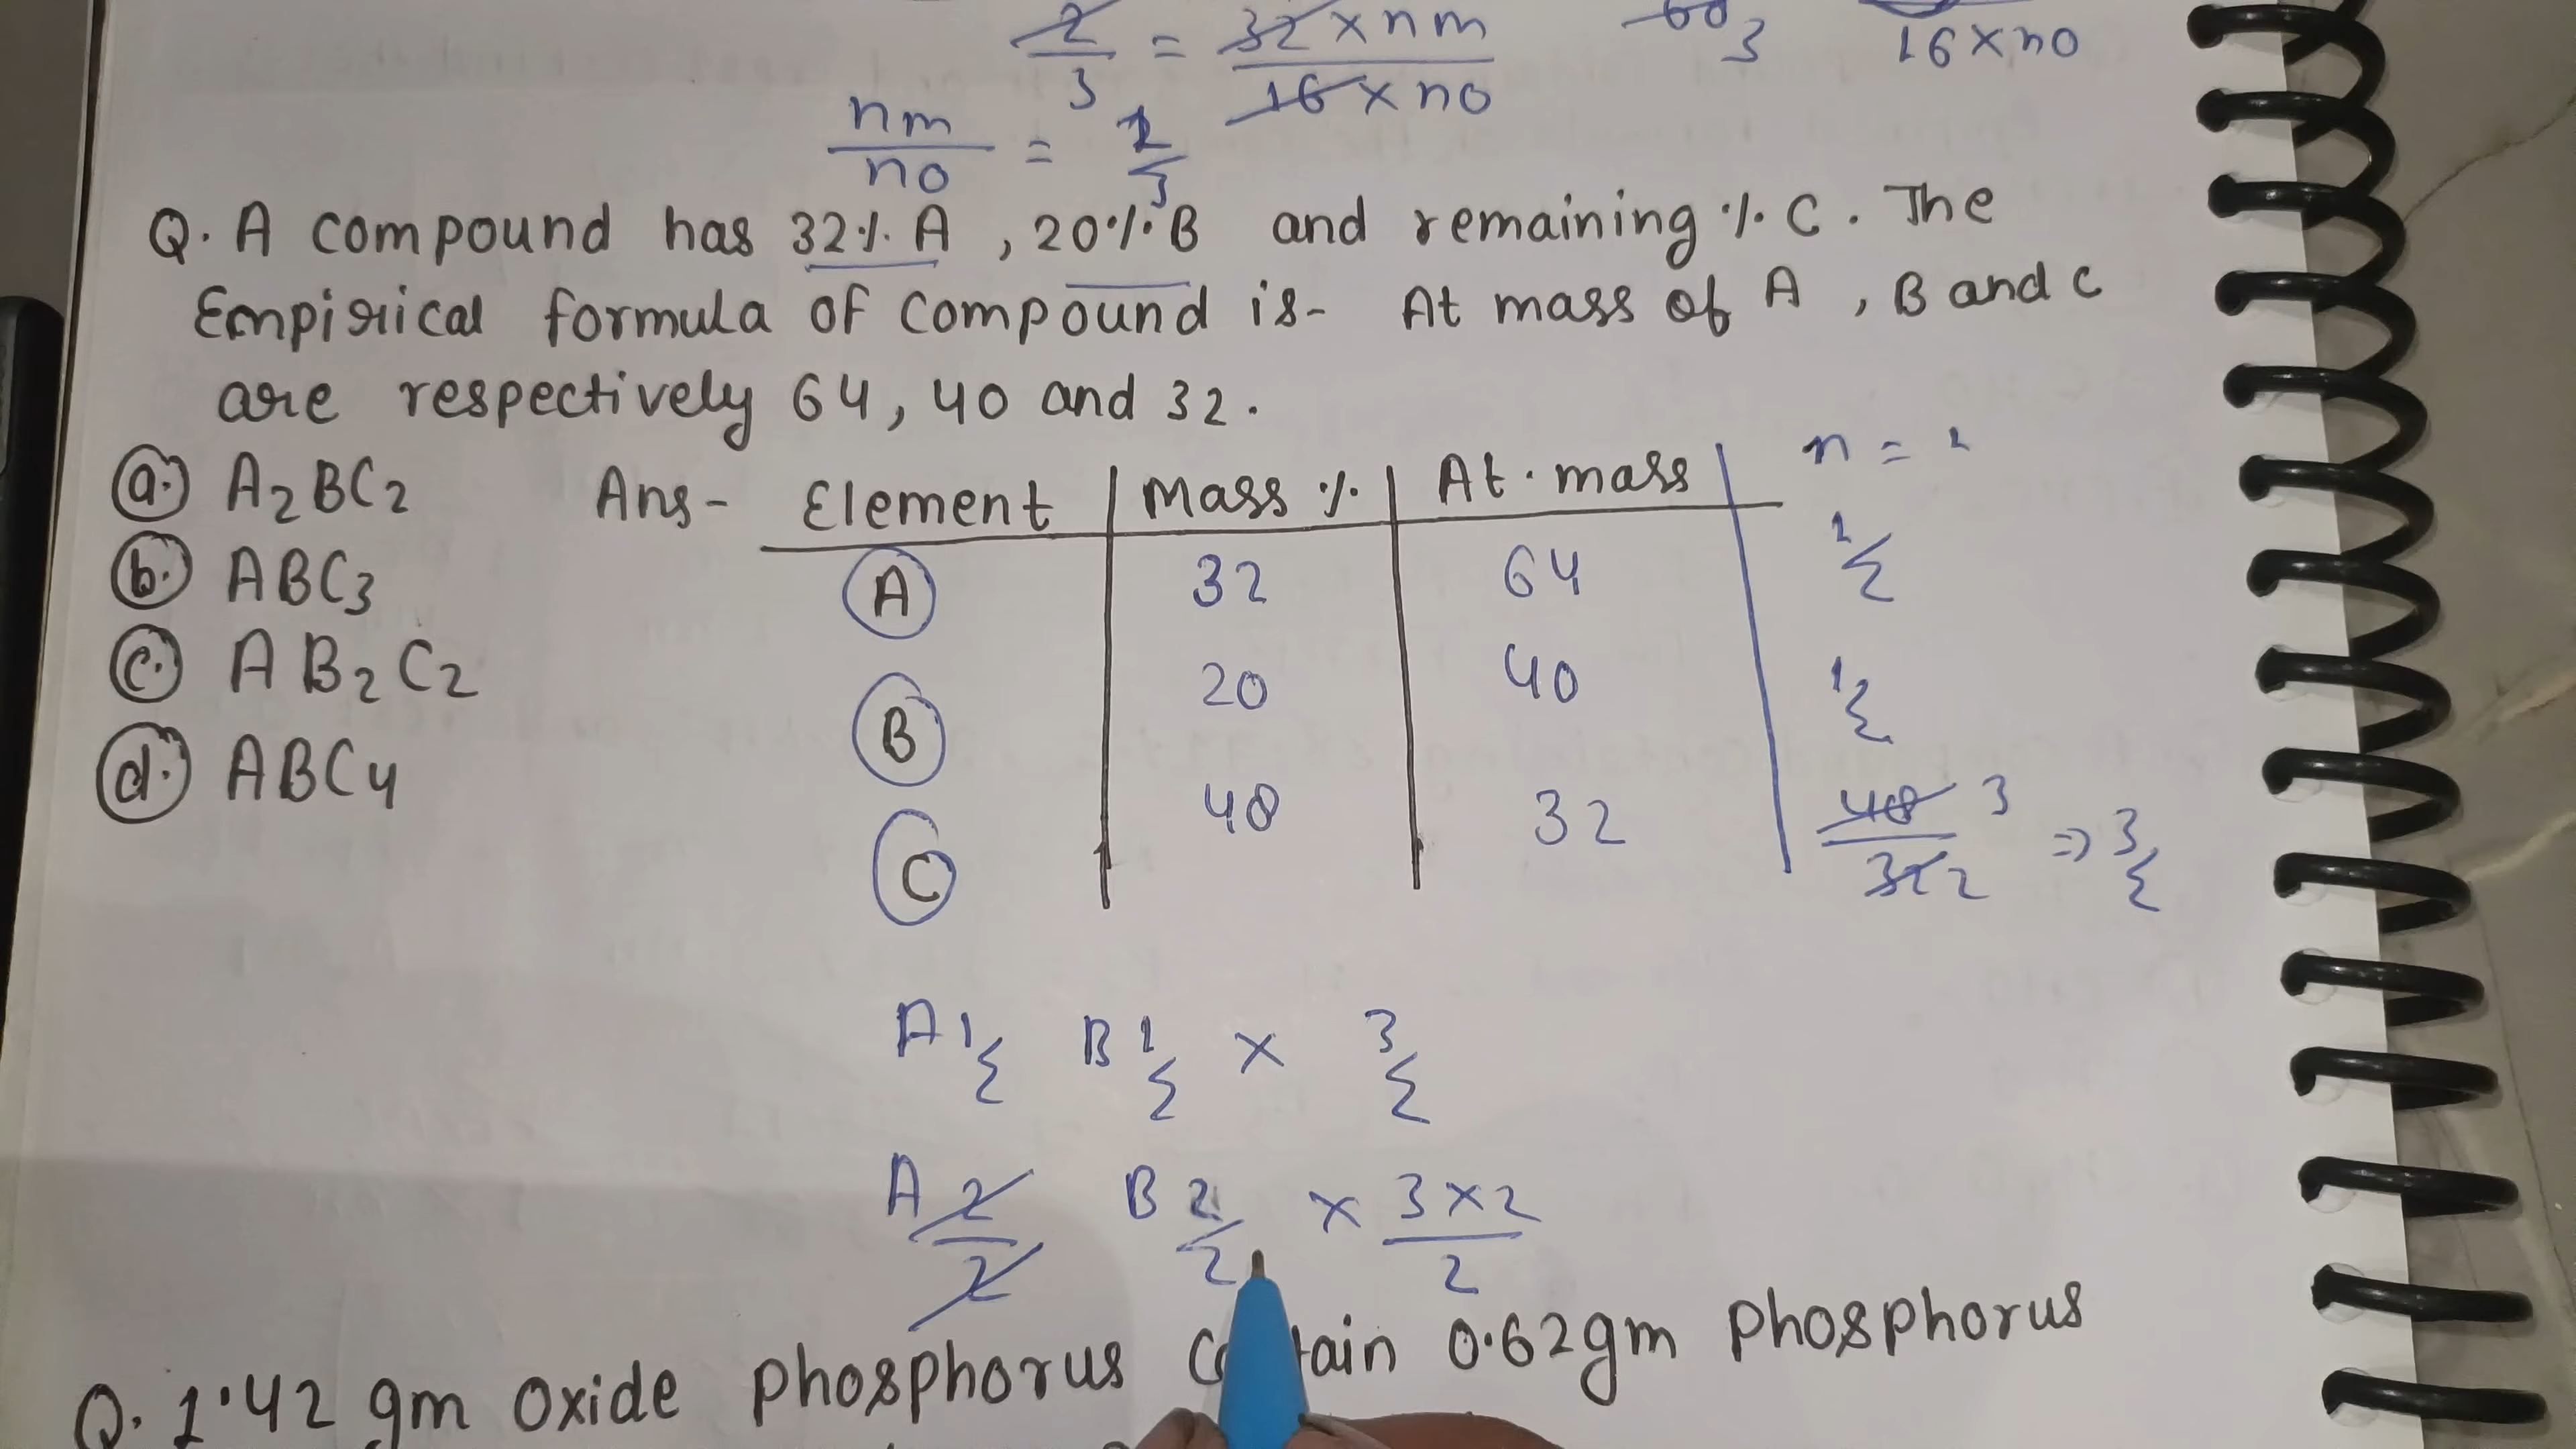 2/3 = 32 × nm / 16 × no
60 3
16 × no
nm/no = 1/3
Q. A compound has 32% A , 20% B and remaining % C. The
Empirical formula of compound is- At mass of A , B and C
are respectively 64, 40 and 32.
a. A2BC2
b. ABC3
c. AB2C2
d. ABC4
Ans- Element | Mass % | At. mass | n =
A 32 64 1/2
B 20 40 1/2
C 48 32 48/32 3/2 => 3/2
A 1/2 B 1/2 × 3/2
A 2/2 B 2/2 × 3×2/2
Q. 1.42 gm oxide phosphorus 0.62gm phosphorus